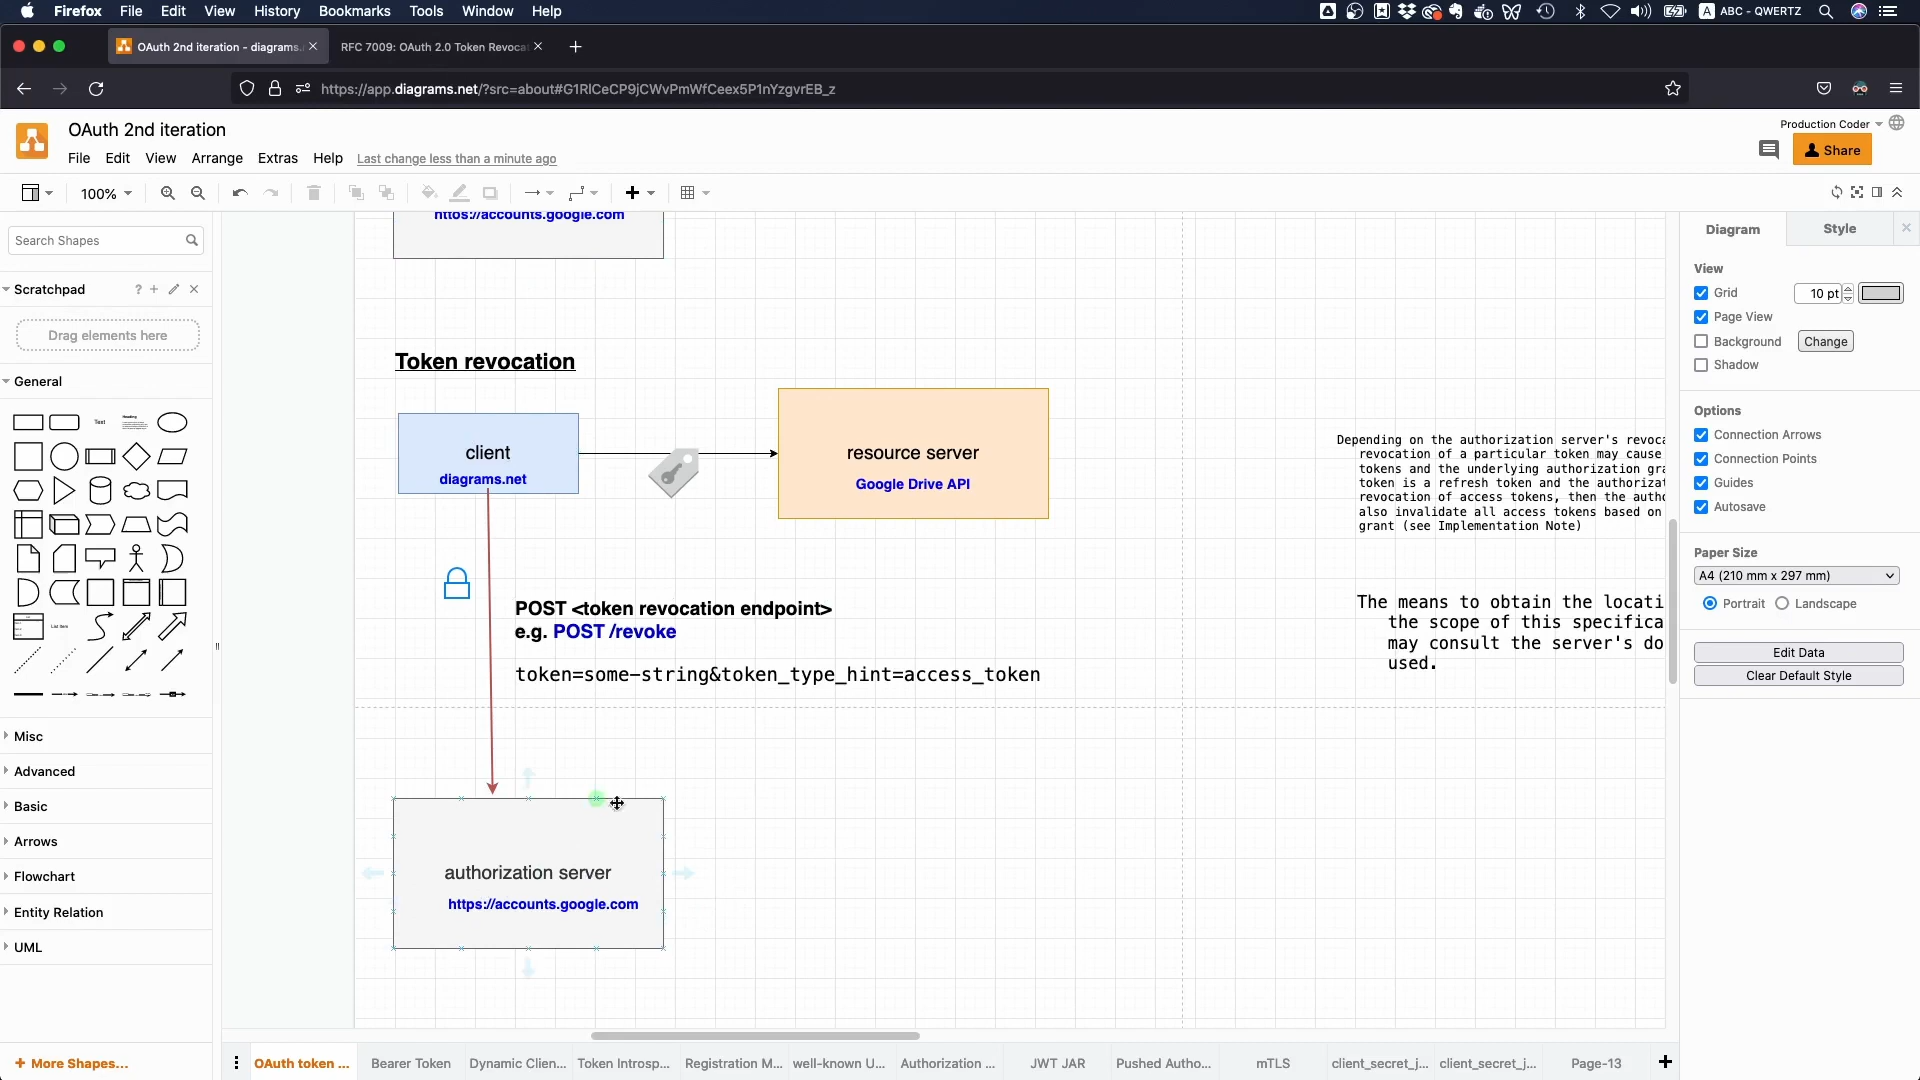 Firefox File Edit View History Bookmarks Tools Window Help
ABC - QWERTZ
OAuth 2nd iteration - diagrams.
RFC 7009: OAuth 2.0 Token Revoca
https://app.diagrams.net/?src=about#G1RlCeCP9jCWvPmWfCeex5P1nYzgvrEB_z
OAuth 2nd iteration
Production Coder
File Edit View Arrange Extras Help Last change less than a minute ago
Share
100%
Search Shapes
Scratchpad
?
Drag elements here
General
Text
Heading
List Item
Misc
Advanced
Basic
Arrows
Flowchart
Entity Relation
UML
+ More Shapes...
https://accounts.google.com
Token revocation
client
diagrams.net
resource server
Google Drive API
POST <token revocation endpoint>
e.g. POST /revoke
token=some-string&token_type_hint=access_token
authorization server
https://accounts.google.com
Depending on the authorization server's revoca
revocation of a particular token may cause
tokens and the underlying authorization gra
token is a refresh token and the authorizat
revocation of access tokens, then the autho
also invalidate all access tokens based on
grant (see Implementation Note)
The means to obtain the locati
the scope of this specifica
may consult the server's do
used.
Diagram Style
View
Grid 10 pt
Page View
Background Change
Shadow
Options
Connection Arrows
Connection Points
Guides
Autosave
Paper Size
A4 (210 mm x 297 mm)
Portrait Landscape
Edit Data
Clear Default Style
OAuth token ... Bearer Token Dynamic Clien... Token Introsp... Registration M... well-known U... Authorization ... JWT JAR Pushed Autho... mTLS client_secret_j... client_secret_j... Page-13